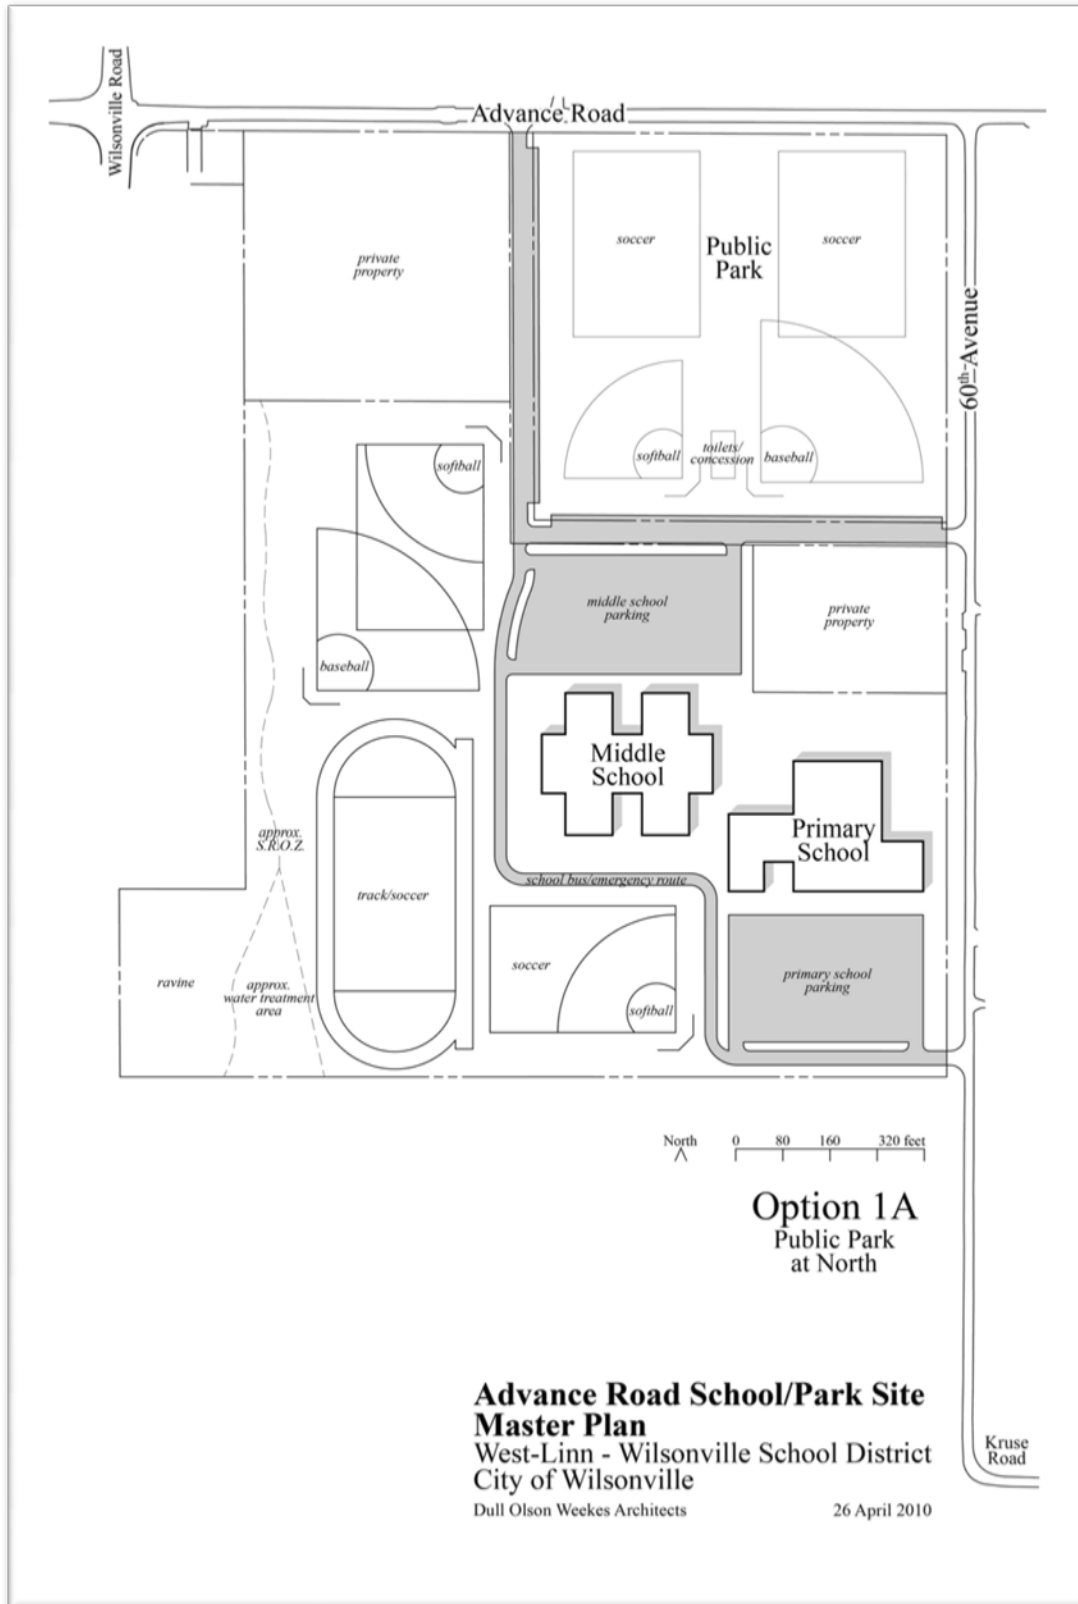 Wilsonville Road
Advance Road
soccer
Public
Park
soccer
private
property
60th Avenue
softball
toilets/
concession
baseball
softball
middle school
parking
private
property
baseball
Middle
School
Primary
School
approx.
S.R.O.Z.
school bus/emergency route
track/soccer
soccer
primary school
parking
ravine
approx.
water treatment
area
softball
North
0 80 160 320 feet
Option 1A
Public Park
at North
Advance Road School/Park Site
Master Plan
West-Linn - Wilsonville School District
City of Wilsonville
Dull Olson Weekes Architects 26 April 2010
Kruse
Road